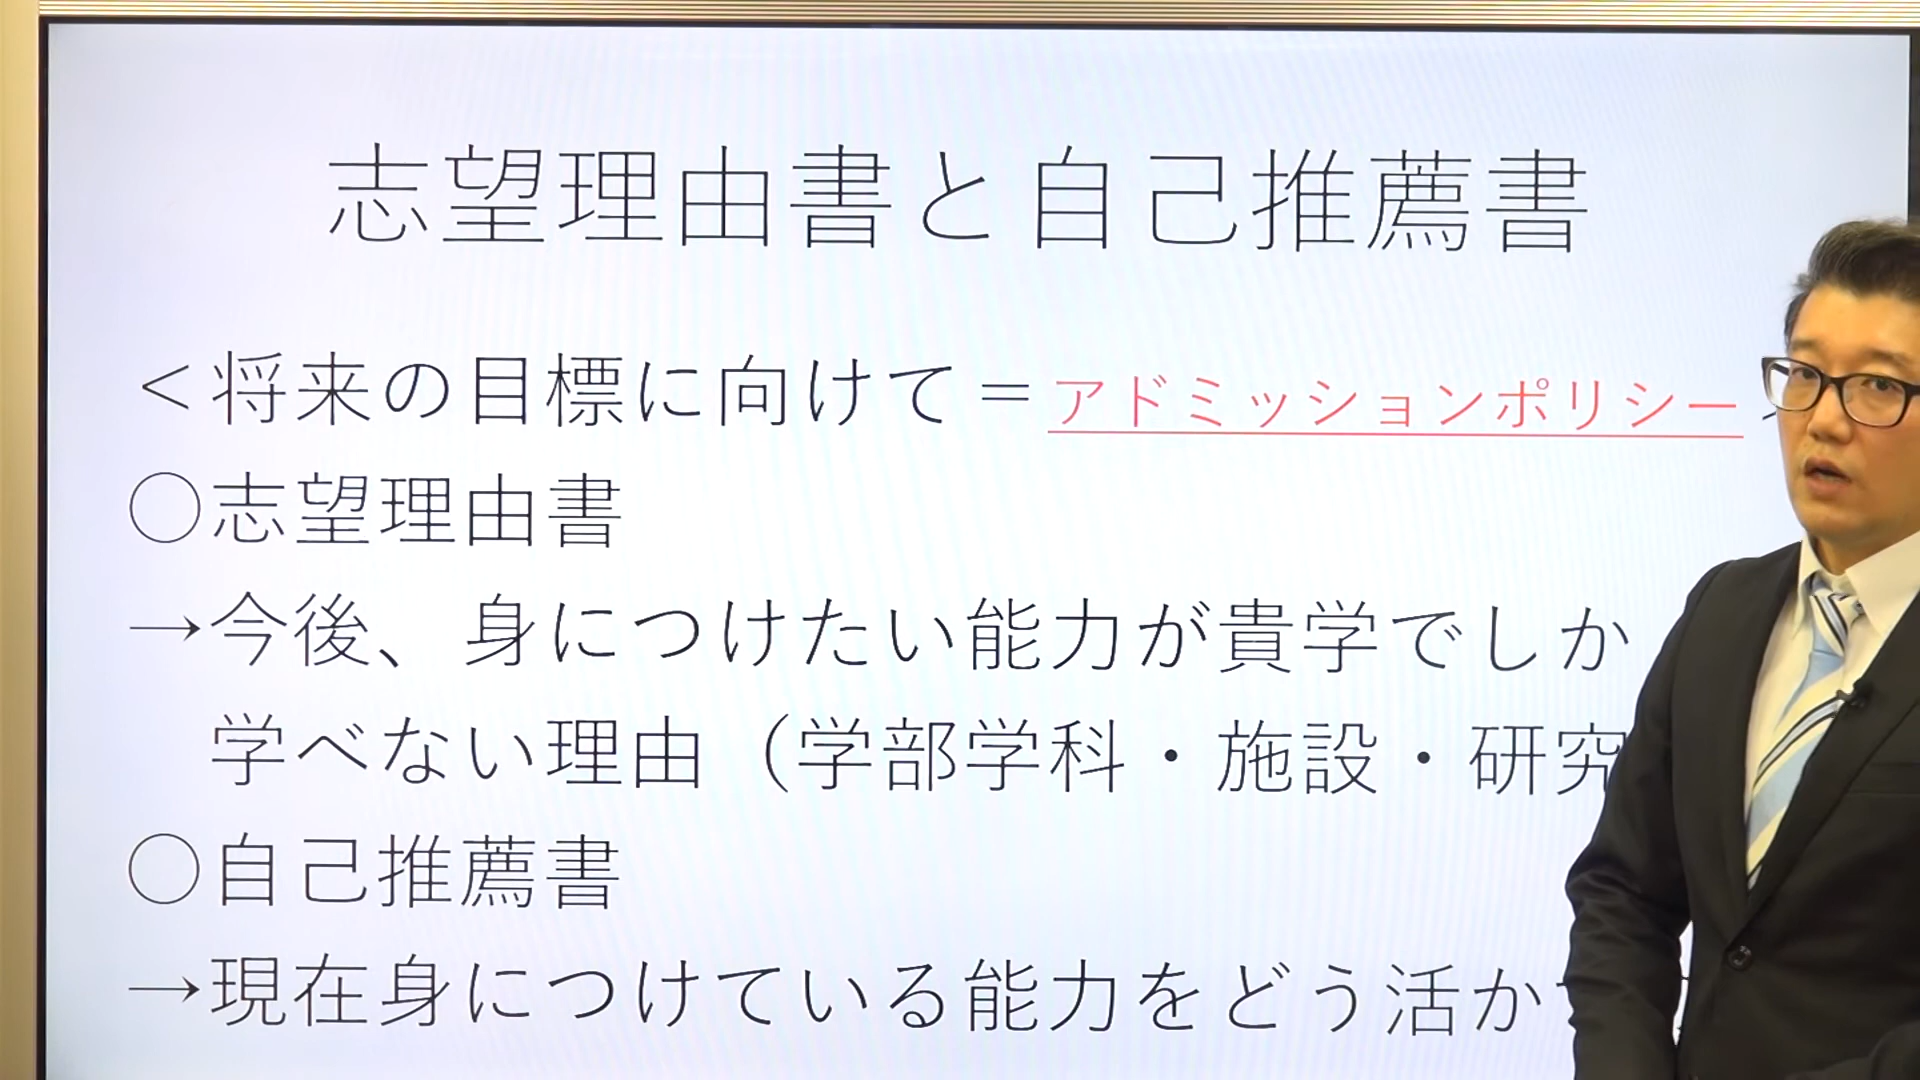 志望理由書と自己推薦書
＜将来の目標に向けて＝アドミッションポリシー＞
○志望理由書
→今後、身につけたい能力が貴学でしか
学べない理由（学部学科・施設・研究
○自己推薦書
→現在身につけている能力をどう活か